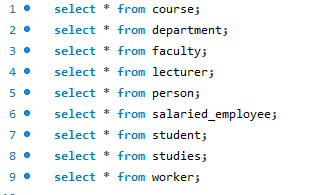 1 select * from course;
2 select * from department;
3 select * from faculty;
4 select * from lecturer;
5 select * from person;
6 select * from salaried_employee;
7 select * from student;
8 select * from studies;
9 select * from worker;